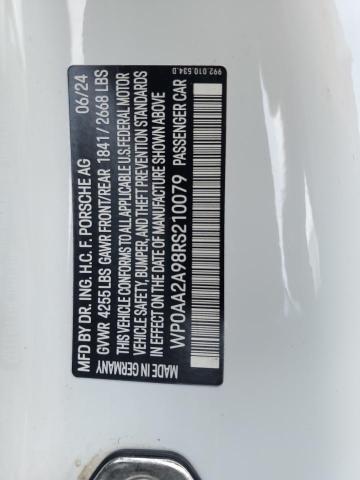 992.010.534.D
MFD BY DR. ING. H.C. F. PORSCHE AG 06/24
GVWR 4255 LBS GAWR FRONT/REAR 1841 / 2668 LBS
THIS VEHICLE CONFORMS TO ALL APPLICABLE U.S. FEDERAL MOTOR
VEHICLE SAFETY, BUMPER, AND THEFT PREVENTION STANDARDS
IN EFFECT ON THE DATE OF MANUFACTURE SHOWN ABOVE
WP0AA2A98RS210079 PASSENGER CAR
MADE IN GERMANY